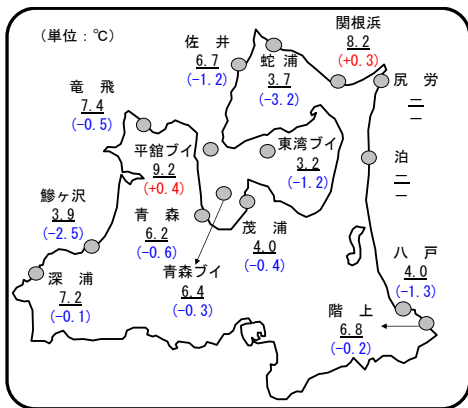 (単位：℃)
関根浜
8.2
(+0.3)
佐 井
6.7
(-1.2)
蛇 浦
3.7
(-3.2)
尻 労
―
―
竜 飛
7.4
(-0.5)
平舘ブイ
9.2
(+0.4)
東湾ブイ
3.2
(-1.2)
泊
―
―
鰺ヶ沢
3.9
(-2.5)
青 森
6.2
(-0.6)
茂 浦
4.0
(-0.4)
青森ブイ
6.4
(-0.3)
八 戸
4.0
(-1.3)
深 浦
7.2
(-0.1)
階 上
6.8
(-0.2)